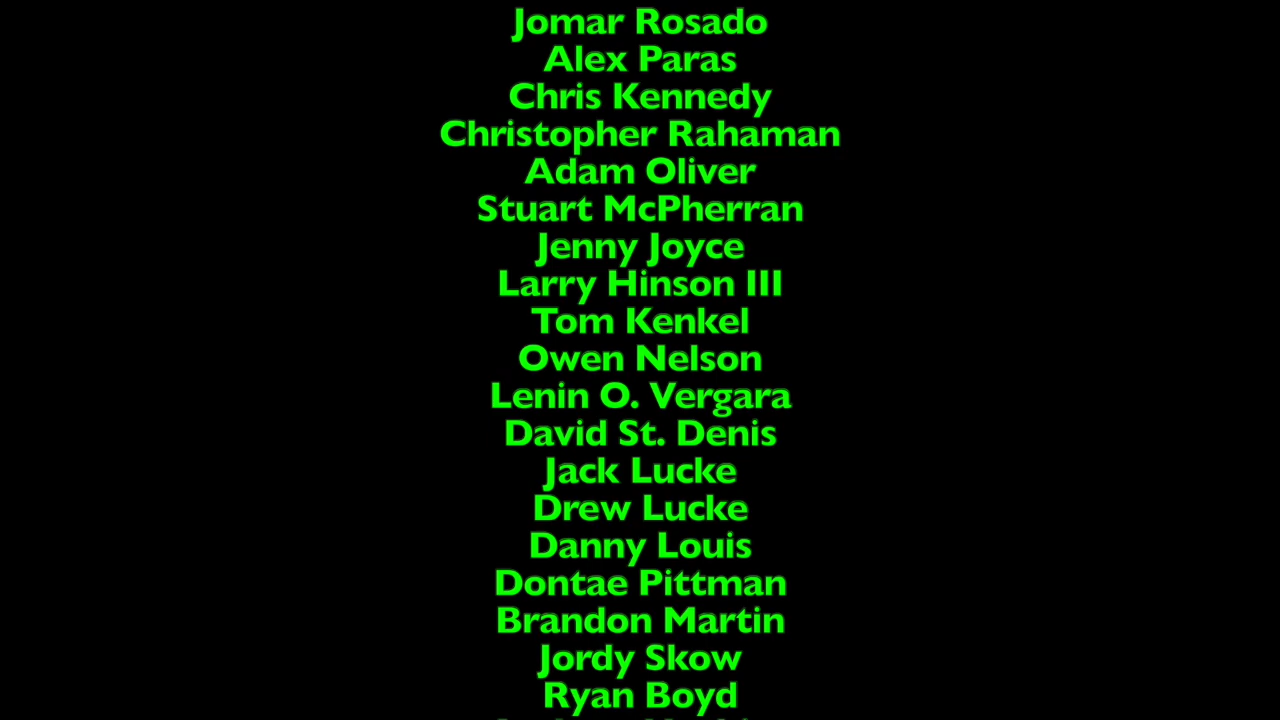 Jomar Rosado
Alex Paras
Chris Kennedy
Christopher Rahaman
Adam Oliver
Stuart McPherran
Jenny Joyce
Larry Hinson III
Tom Kenkel
Owen Nelson
Lenin O. Vergara
David St. Denis
Jack Lucke
Drew Lucke
Danny Louis
Dontae Pittman
Brandon Martin
Jordy Skow
Ryan Boyd